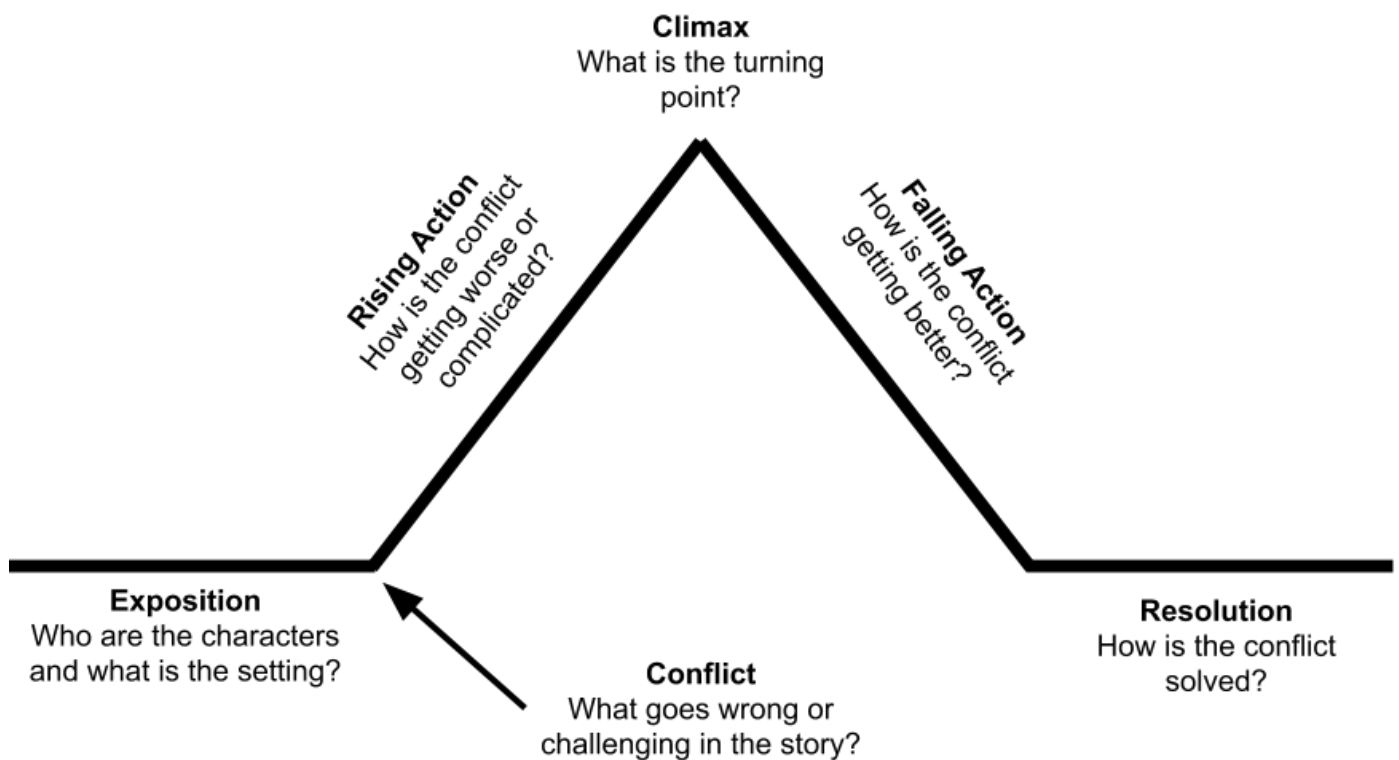 Climax
What is the turning
point?
Rising Action
How is the conflict
getting worse or
complicated?
Falling Action
How is the conflict
getting better?
Exposition
Who are the characters
and what is the setting?
Conflict
What goes wrong or
challenging in the story?
Resolution
How is the conflict
solved?